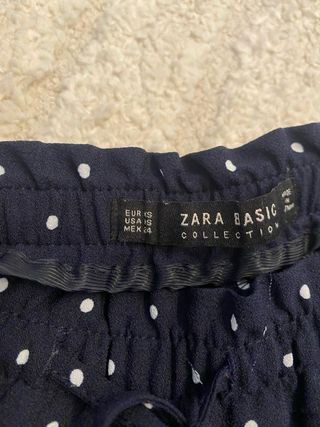 EUR XS
USA XS
MEX 24
ZARA BASIC
COLLECTION